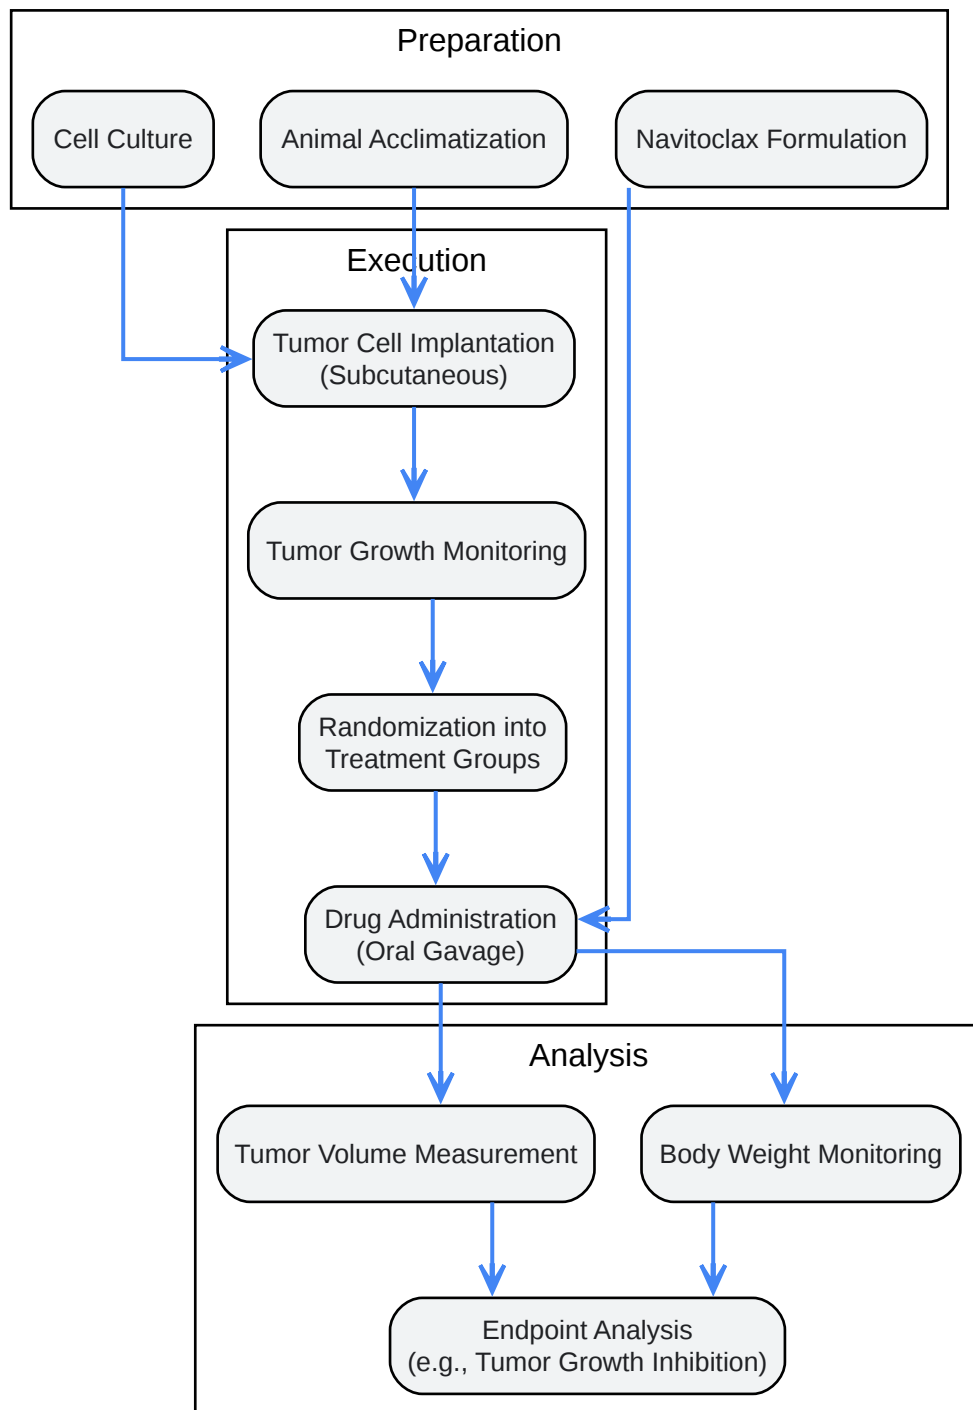 Preparation
Cell Culture
Animal Acclimatization
Navitoclax Formulation
Execution
Tumor Cell Implantation
(Subcutaneous)
Tumor Growth Monitoring
Randomization into
Treatment Groups
Drug Administration
(Oral Gavage)
Analysis
Tumor Volume Measurement
Body Weight Monitoring
Endpoint Analysis
(e.g., Tumor Growth Inhibition)